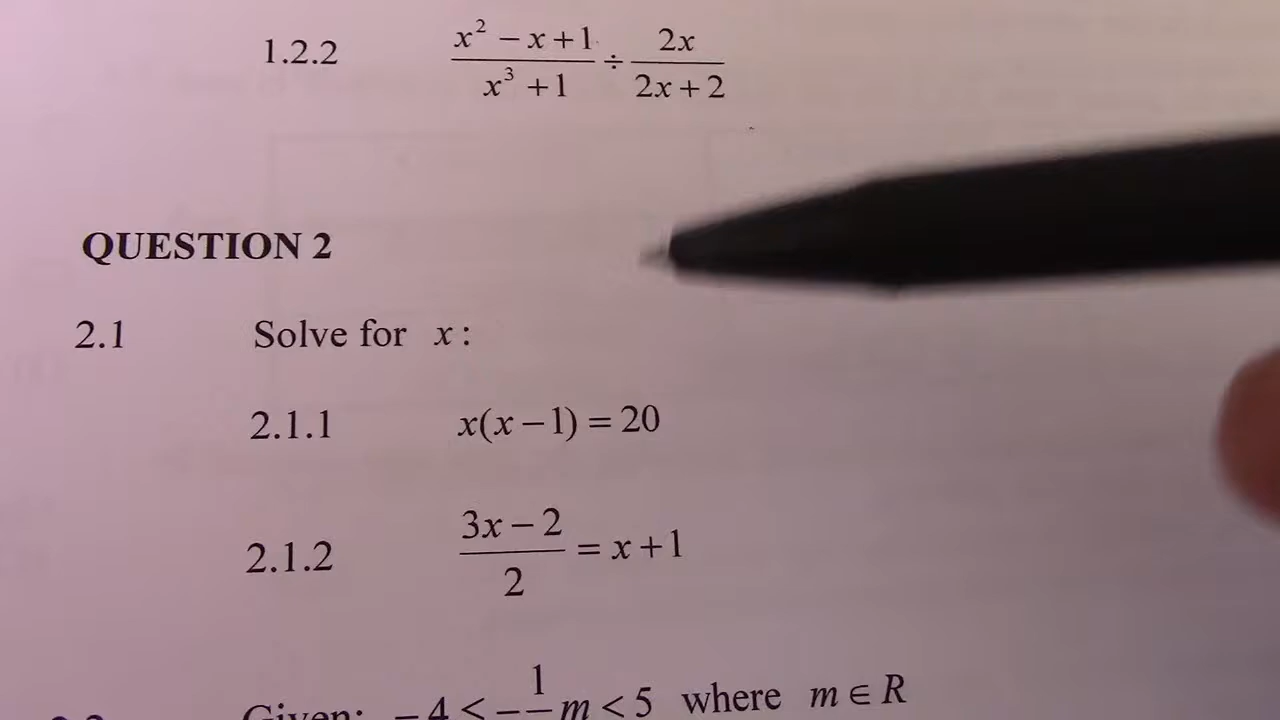 1.2.2 (x² − x + 1)/(x³ + 1) ÷ 2x/(2x + 2)
QUESTION 2
2.1 Solve for x :
2.1.1 x(x − 1) = 20
2.1.2 (3x − 2)/2 = x + 1
Given: −4 < −1/ m < 5 where m ∈ R